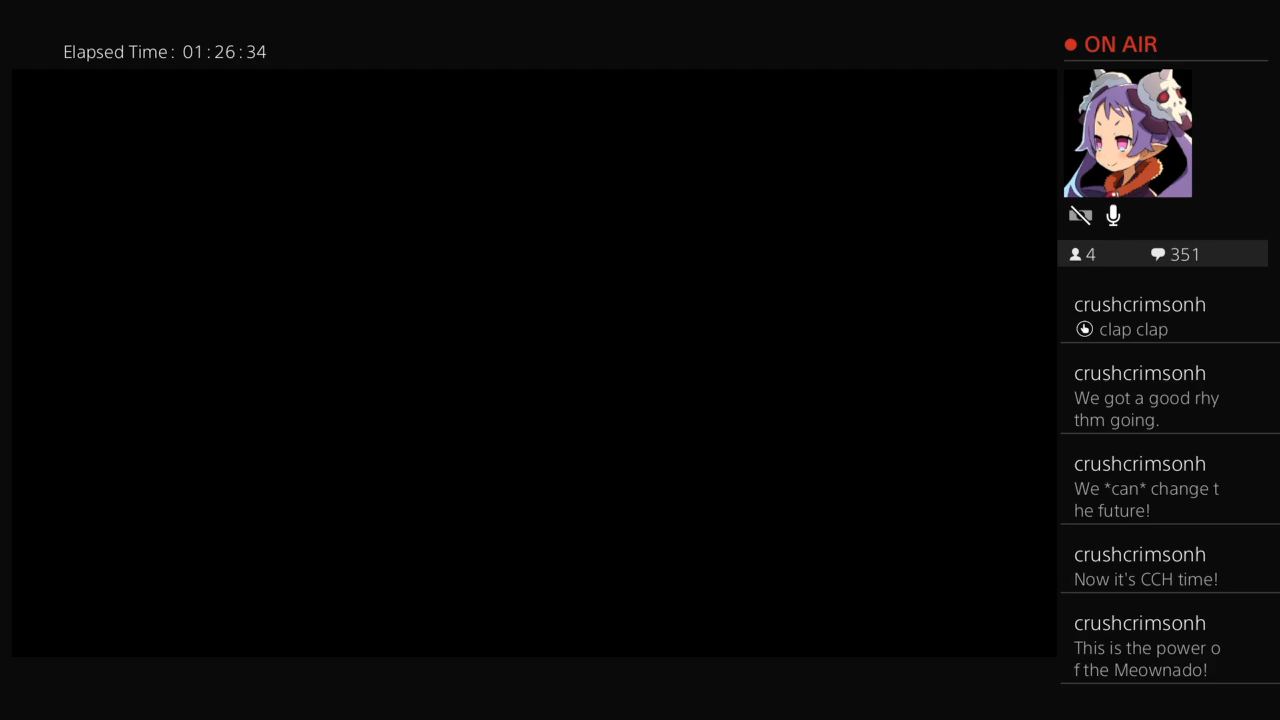 Elapsed Time: 01:26:34
ON AIR
4
351
crushcrimsonh
clap clap
crushcrimsonh
We got a good rhy
thm going.
crushcrimsonh
We *can* change t
he future!
crushcrimsonh
Now it's CCH time!
crushcrimsonh
This is the power o
f the Meownado!